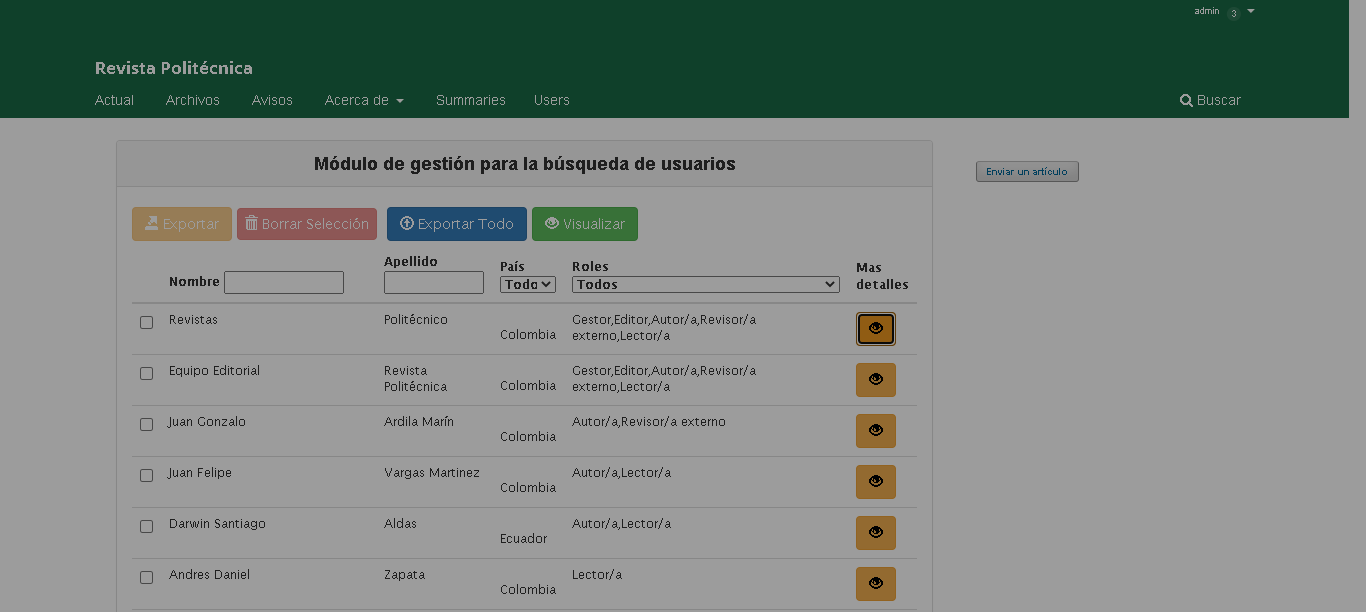 admin 3
Revista Politécnica
Actual Archivos Avisos Acerca de Summaries Users Buscar
Módulo de gestión para la búsqueda de usuarios
Enviar un artículo
Exportar Borrar Selección Exportar Todo Visualizar
Nombre Apellido País Roles Mas detalles
Todo Todos
Revistas Politécnico Colombia Gestor,Editor,Autor/a,Revisor/a
externo,Lector/a
Equipo Editorial Revista Politécnica Colombia Gestor,Editor,Autor/a,Revisor/a
externo,Lector/a
Juan Gonzalo Ardila Marín Colombia Autor/a,Revisor/a externo
Juan Felipe Vargas Martinez Colombia Autor/a,Lector/a
Darwin Santiago Aldas Ecuador Autor/a,Lector/a
Andres Daniel Zapata Colombia Lector/a